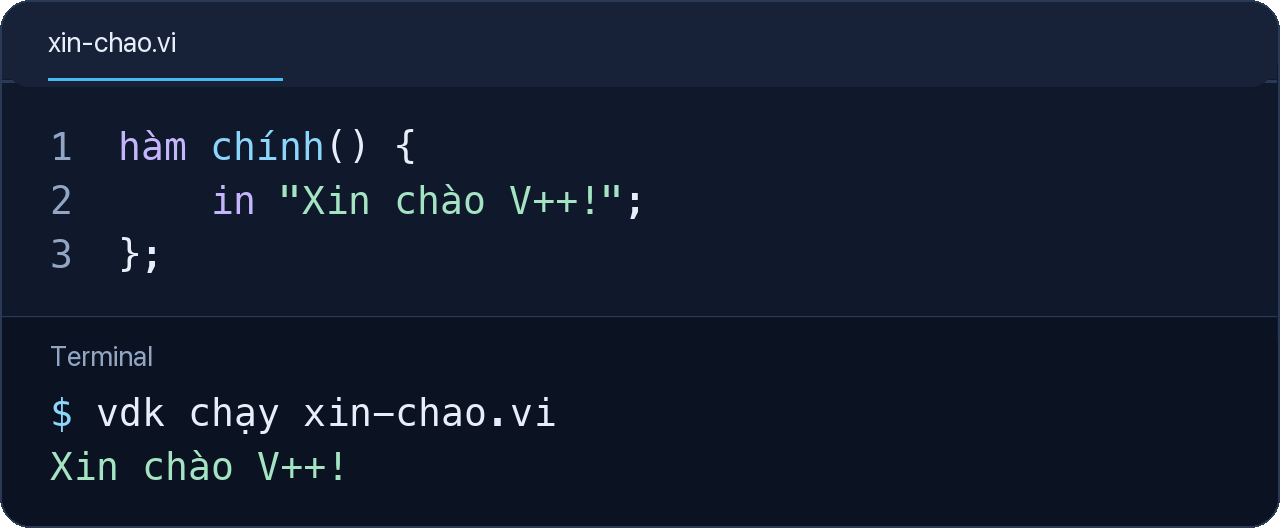 xin-chao.vi
1 hàm chính() {
2     in "Xin chào V++!";
3 };
Terminal
$ vdk chạy xin-chao.vi
Xin chào V++!